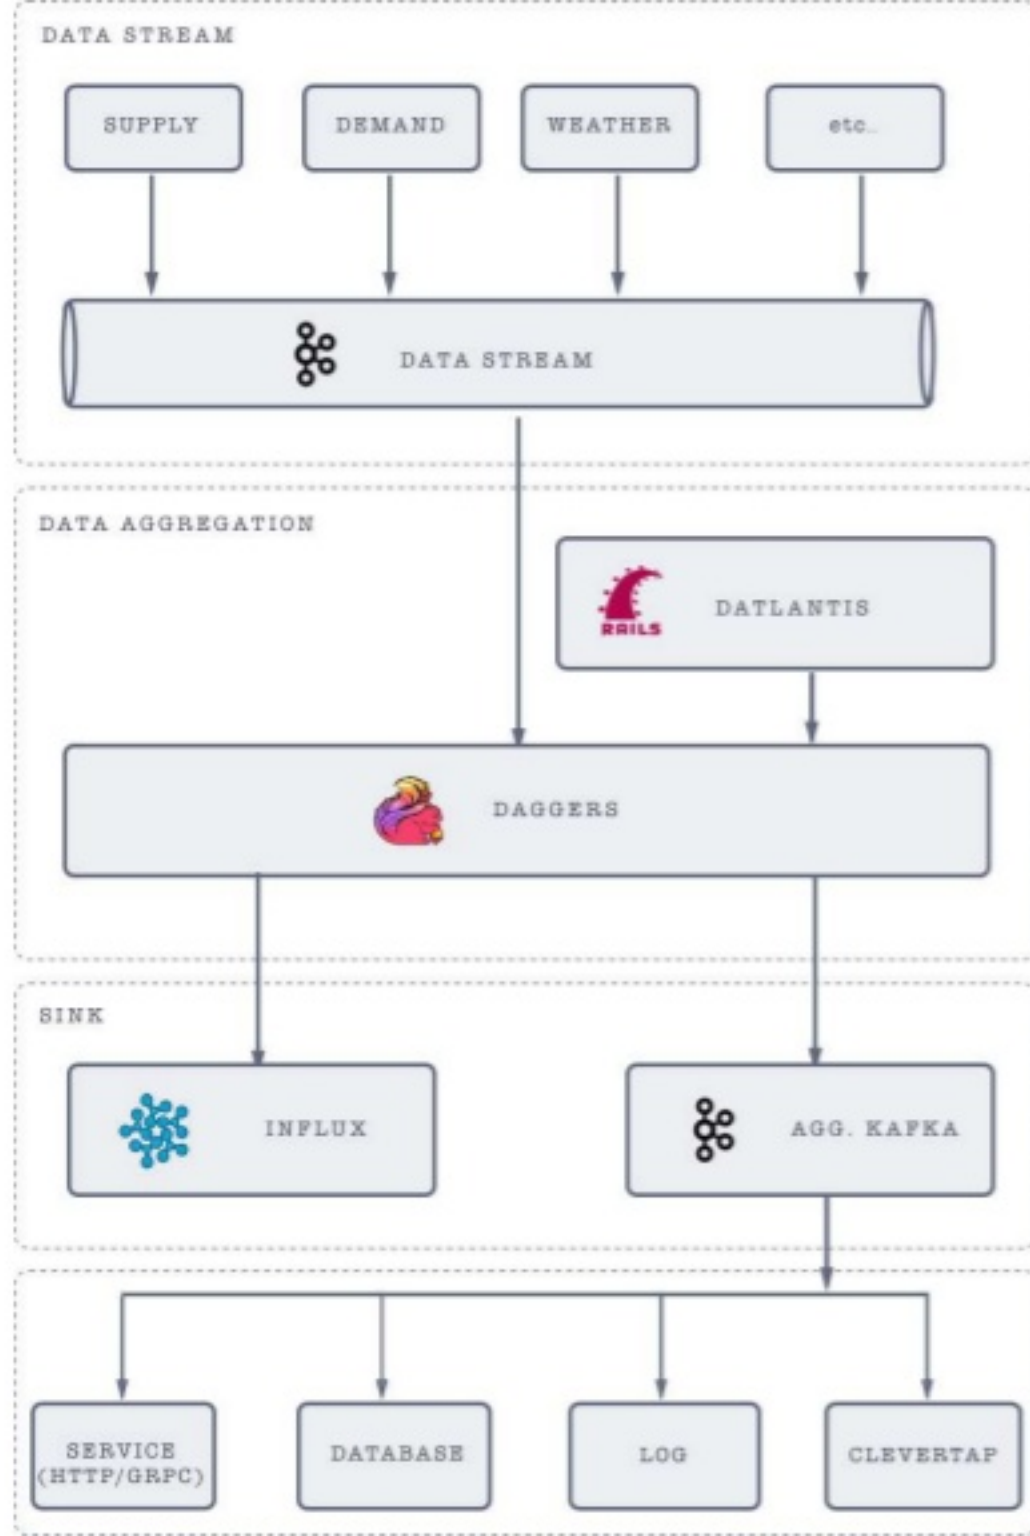 DATA STREAM
SUPPLY
DEMAND
WEATHER
etc..
DATA STREAM
DATA AGGREGATION
RAILS
DATLANTIS
DAGGERS
SINK
INFLUX
AGG. KAFKA
SERVICE
(HTTP/GRPC)
DATABASE
LOG
CLEVERTAP